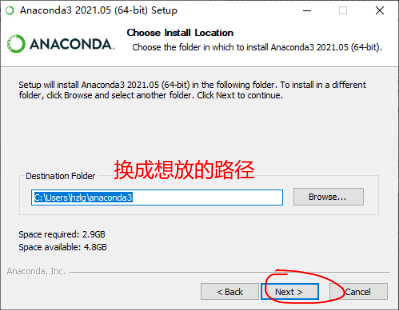 Anaconda3 2021.05 (64-bit) Setup
ANACONDA.
Choose Install Location
Choose the folder in which to install Anaconda3 2021.05 (64-bit).
Setup will install Anaconda3 2021.05 (64-bit) in the following folder. To install in a different
folder, click Browse and select another folder. Click Next to continue.
换成想放的路径
Destination Folder
C:\Users\hzlg\anaconda3
Browse...
Space required: 2.9GB
Space available: 4.8GB
Anaconda, Inc.
< Back
Next >
Cancel